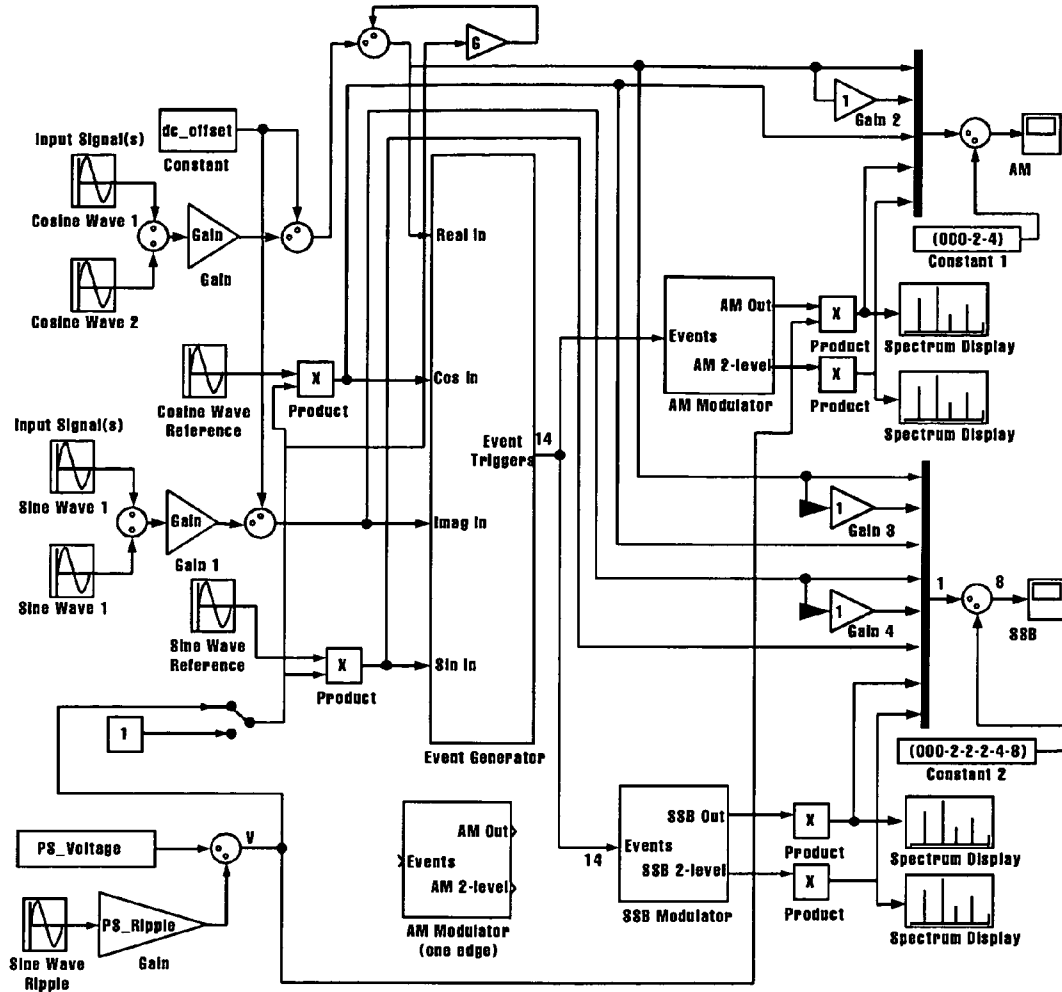 G
dc_offset
Constant
Input Signal(s)
Cosine Wave 1
Gain
Gain
Cosine Wave 2
1
Gain 2
AM
(000-2-4)
Constant 1
Real In
AM Out
Events
AM 2-level
AM Modulator
X
Product
Spectrum Display
X
Product
Spectrum Display
Cosine Wave
Reference
X
Product
Cos In
Event
Triggers
14
Input Signal(s)
Sine Wave 1
Gain
Gain 1
Sine Wave 1
Imag In
1
Gain 3
1
Gain 4
1
8
SSB
Sine Wave
Reference
X
Product
Sin In
1
Event Generator
(000-2-2-2-4-8)
Constant 2
PS_Voltage
V
AM Out
Events
AM 2-level
AM Modulator
(one edge)
14
SSB Out
Events
SSB 2-level
SSB Modulator
X
Product
Spectrum Display
X
Product
Spectrum Display
PS_Ripple
Gain
Sine Wave
Ripple